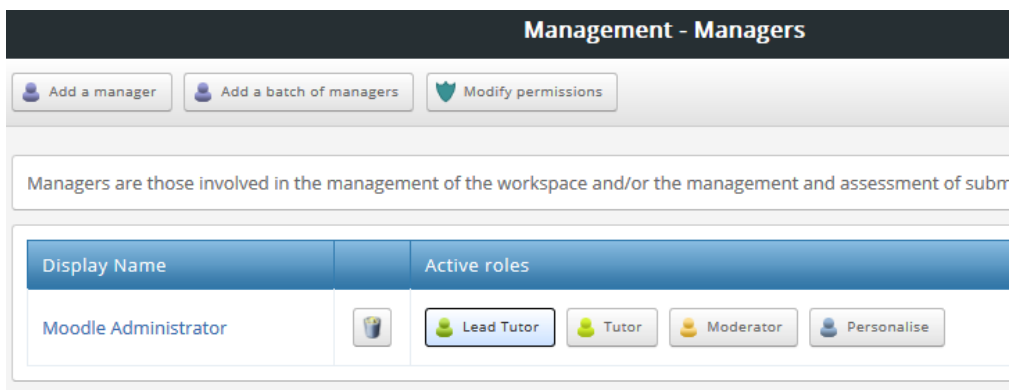 Management - Managers
Add a manager Add a batch of managers Modify permissions
Managers are those involved in the management of the workspace and/or the management and assessment of subm
Display Name Active roles
Moodle Administrator Lead Tutor Tutor Moderator Personalise